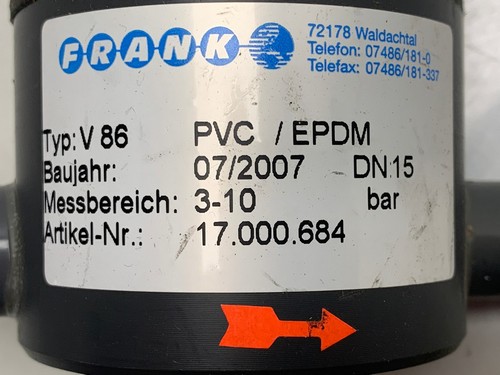 FRANK
72178 Waldachtal
Telefon: 07486/181-0
Telefax: 07486/181-337
Typ: V 86 PVC / EPDM
Baujahr: 07/2007 DN 15
Messbereich: 3-10 bar
Artikel-Nr.: 17.000.684